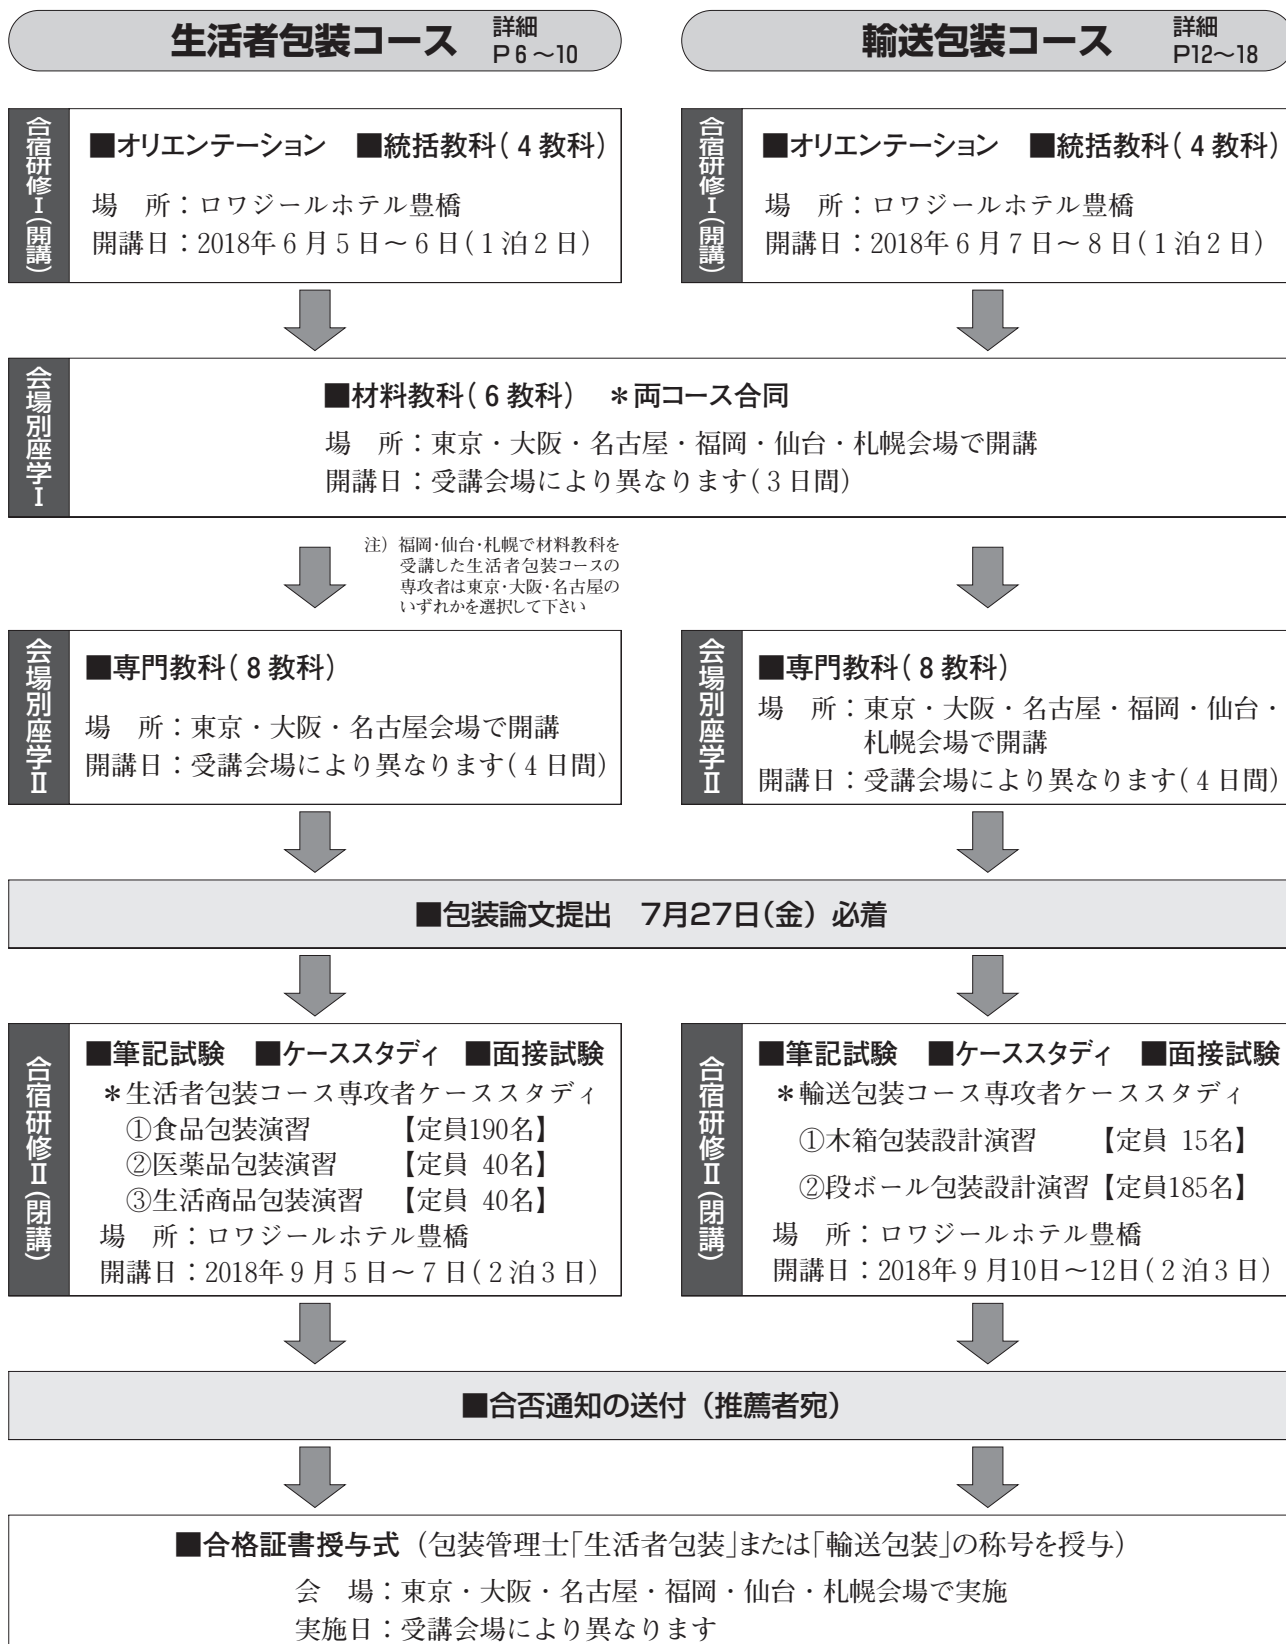 生活者包装コース 詳細 P6～10
輸送包装コース 詳細 P12～18
合宿研修Ⅰ(開講)
■オリエンテーション　■統括教科(4教科)
場　所：ロワジールホテル豊橋
開講日：2018年6月5日～6日(1泊2日)
合宿研修Ⅰ(開講)
■オリエンテーション　■統括教科(4教科)
場　所：ロワジールホテル豊橋
開講日：2018年6月7日～8日(1泊2日)
会場別座学Ⅰ
■材料教科(6教科)　＊両コース合同
場　所：東京・大阪・名古屋・福岡・仙台・札幌会場で開講
開講日：受講会場により異なります(3日間)
注）福岡・仙台・札幌で材料教科を
受講した生活者包装コースの
専攻者は東京・大阪・名古屋の
いずれかを選択して下さい
会場別座学Ⅱ
■専門教科(8教科)
場　所：東京・大阪・名古屋会場で開講
開講日：受講会場により異なります(4日間)
会場別座学Ⅱ
■専門教科(8教科)
場　所：東京・大阪・名古屋・福岡・仙台・
札幌会場で開講
開講日：受講会場により異なります(4日間)
■包装論文提出　7月27日(金) 必着
合宿研修Ⅱ(閉講)
■筆記試験　■ケーススタディ　■面接試験
＊生活者包装コース専攻者ケーススタディ
①食品包装演習　【定員190名】
②医薬品包装演習　【定員 40名】
③生活商品包装演習　【定員 40名】
場　所：ロワジールホテル豊橋
開講日：2018年9月5日～7日(2泊3日)
合宿研修Ⅱ(閉講)
■筆記試験　■ケーススタディ　■面接試験
＊輸送包装コース専攻者ケーススタディ
①木箱包装設計演習　【定員 15名】
②段ボール包装設計演習【定員185名】
場　所：ロワジールホテル豊橋
開講日：2018年9月10日～12日(2泊3日)
■合否通知の送付（推薦者宛）
■合格証書授与式（包装管理士「生活者包装」または「輸送包装」の称号を授与）
会　場：東京・大阪・名古屋・福岡・仙台・札幌会場で実施
実施日：受講会場により異なります